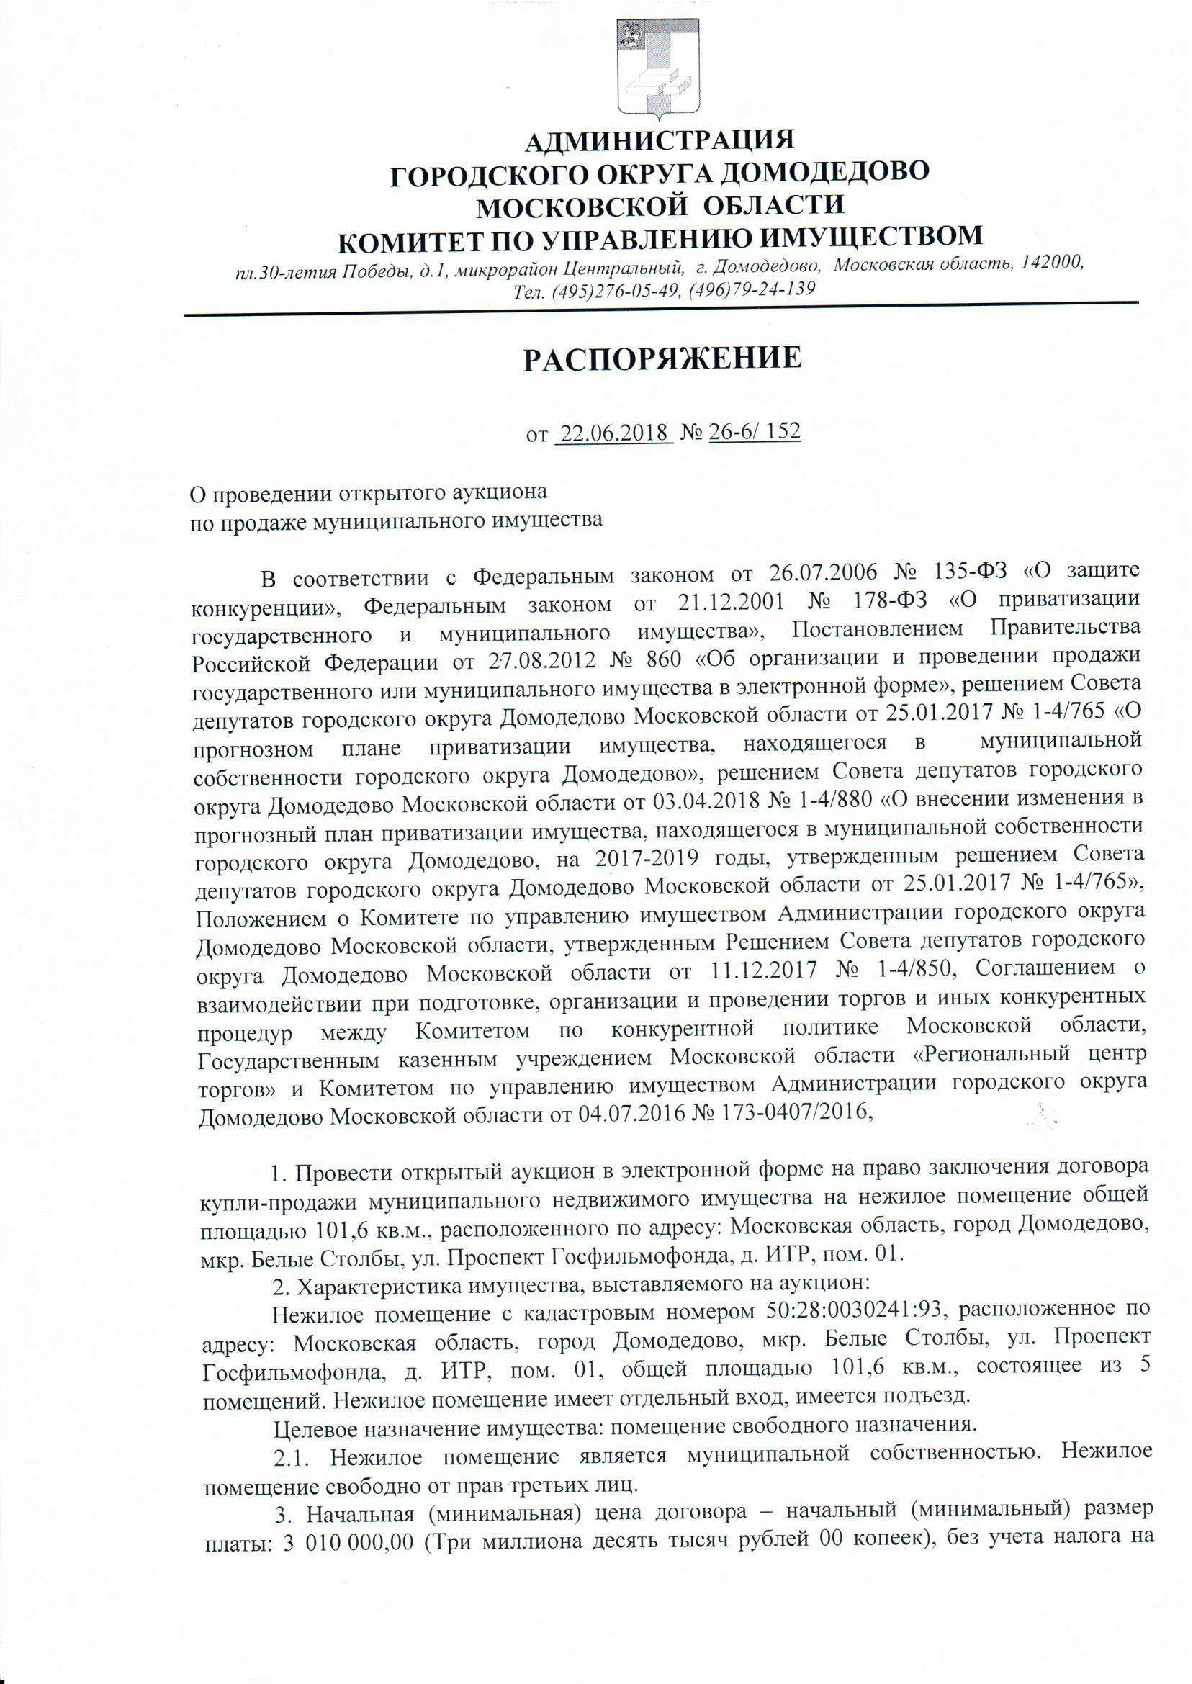 АДМИНИСТРАЦИЯ
ГОРОДСКОГО ОКРУГА ДОМОДЕДОВО
МОСКОВСКОЙ ОБЛАСТИ
КОМИТЕТ ПО УПРАВЛЕНИЮ ИМУЩЕСТВОМ
пл.30-летия Победы, д.1, микрорайон Центральный, г. Домодедово, Московская область, 142000,
Тел. (495)276-05-49, (496)79-24-139
РАСПОРЯЖЕНИЕ
от 22.06.2018 № 26-6/ 152
О проведении открытого аукциона
по продаже муниципального имущества
В соответствии с Федеральным законом от 26.07.2006 № 135-ФЗ «О защите
конкуренции», Федеральным законом от 21.12.2001 № 178-ФЗ «О приватизации
государственного и муниципального имущества», Постановлением Правительства
Российской Федерации от 27.08.2012 № 860 «Об организации и проведении продажи
государственного или муниципального имущества в электронной форме», решением Совета
депутатов городского округа Домодедово Московской области от 25.01.2017 № 1-4/765 «О
прогнозном плане приватизации имущества, находящегося в муниципальной
собственности городского округа Домодедово», решением Совета депутатов городского
округа Домодедово Московской области от 03.04.2018 № 1-4/880 «О внесении изменения в
прогнозный план приватизации имущества, находящегося в муниципальной собственности
городского округа Домодедово, на 2017-2019 годы, утвержденным решением Совета
депутатов городского округа Домодедово Московской области от 25.01.2017 № 1-4/765»,
Положением о Комитете по управлению имуществом Администрации городского округа
Домодедово Московской области, утвержденным Решением Совета депутатов городского
округа Домодедово Московской области от 11.12.2017 № 1-4/850, Соглашением о
взаимодействии при подготовке, организации и проведении торгов и иных конкурентных
процедур между Комитетом по конкурентной политике Московской области,
Государственным казенным учреждением Московской области «Региональный центр
торгов» и Комитетом по управлению имуществом Администрации городского округа
Домодедово Московской области от 04.07.2016 № 173-0407/2016,
1. Провести открытый аукцион в электронной форме на право заключения договора
купли-продажи муниципального недвижимого имущества на нежилое помещение общей
площадью 101,6 кв.м., расположенного по адресу: Московская область, город Домодедово,
мкр. Белые Столбы, ул. Проспект Госфильмофонда, д. ИТР, пом. 01.
2. Характеристика имущества, выставляемого на аукцион:
Нежилое помещение с кадастровым номером 50:28:0030241:93, расположенное по
адресу: Московская область, город Домодедово, мкр. Белые Столбы, ул. Проспект
Госфильмофонда, д. ИТР, пом. 01, общей площадью 101,6 кв.м., состоящее из 5
помещений. Нежилое помещение имеет отдельный вход, имеется подъезд.
Целевое назначение имущества: помещение свободного назначения.
2.1. Нежилое помещение является муниципальной собственностью. Нежилое
помещение свободно от прав третьих лиц.
3. Начальная (минимальная) цена договора – начальный (минимальный) размер
платы: 3 010 000,00 (Три миллиона десять тысяч рублей 00 копеек), без учета налога на